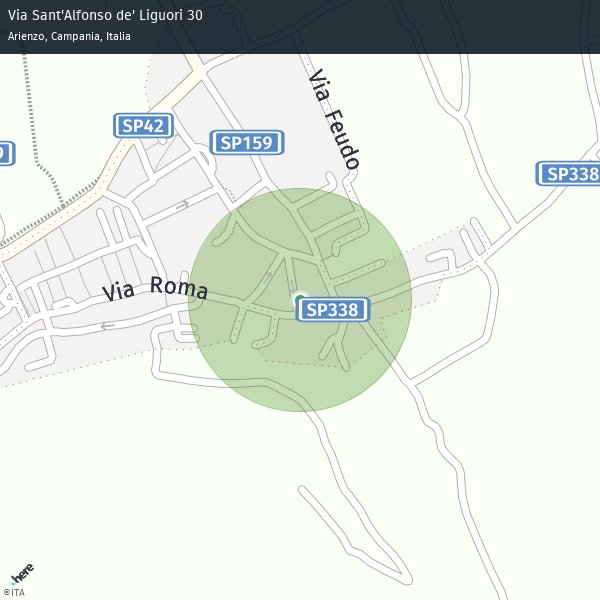 Via Sant'Alfonso de' Liguori 30
Arienzo, Campania, Italia
Via Feudo
SP42
SP159
9
SP338
Via Roma
SP338
here
©ITA